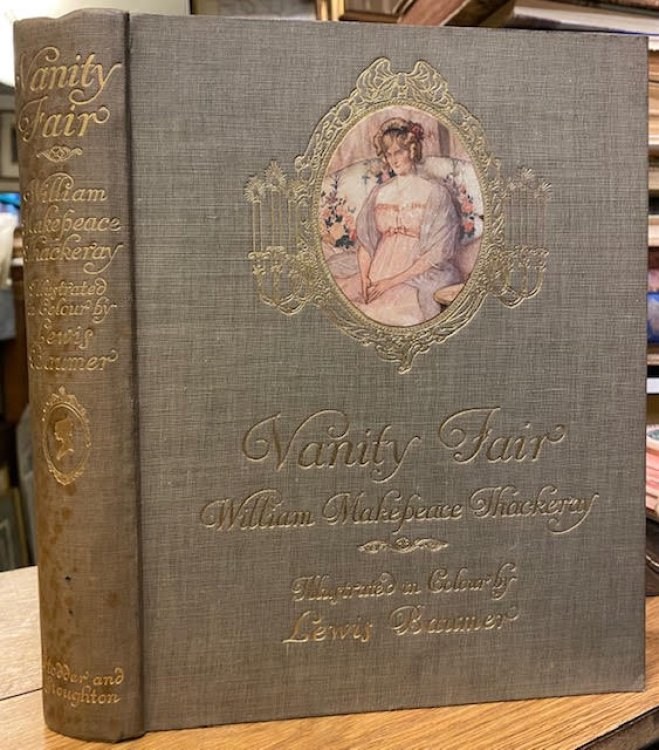 Vanity
Fair
William
Makepeace
Thackeray
Illustrated
in Colour by
Lewis
Baumer
Hodder and
Stoughton
Vanity Fair
William Makepeace Thackeray
Illustrated in Colour by
Lewis Baumer